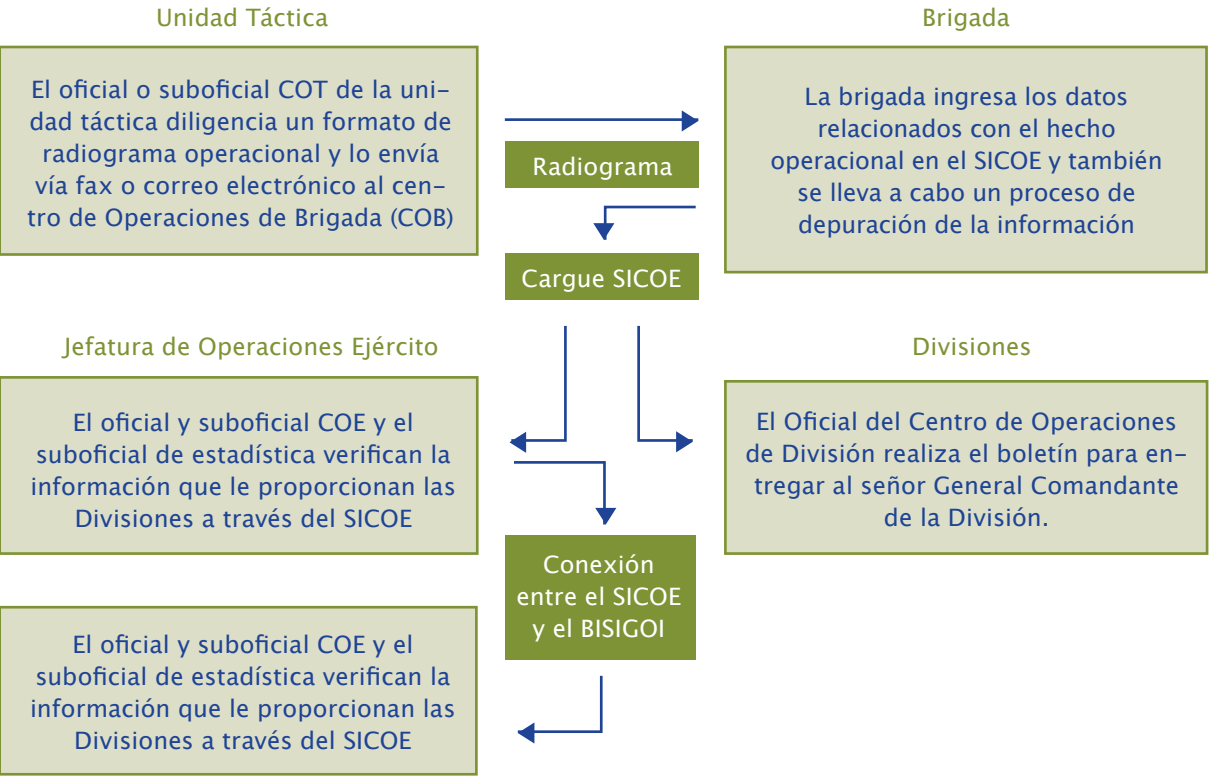 Unidad Táctica
El oficial o suboficial COT de la uni-
dad táctica diligencia un formato de
radiograma operacional y lo envía
vía fax o correo electrónico al cen-
tro de Operaciones de Brigada (COB)
Radiograma
Brigada
La brigada ingresa los datos
relacionados con el hecho
operacional en el SICOE y también
se lleva a cabo un proceso de
depuración de la información
Cargue SICOE
Jefatura de Operaciones Ejército
El oficial y suboficial COE y el
suboficial de estadística verifican la
información que le proporcionan las
Divisiones a través del SICOE
Divisiones
El Oficial del Centro de Operaciones
de División realiza el boletín para en-
tregar al señor General Comandante
de la División.
Conexión
entre el SICOE
y el BISIGOI
El oficial y suboficial COE y el
suboficial de estadística verifican la
información que le proporcionan las
Divisiones a través del SICOE